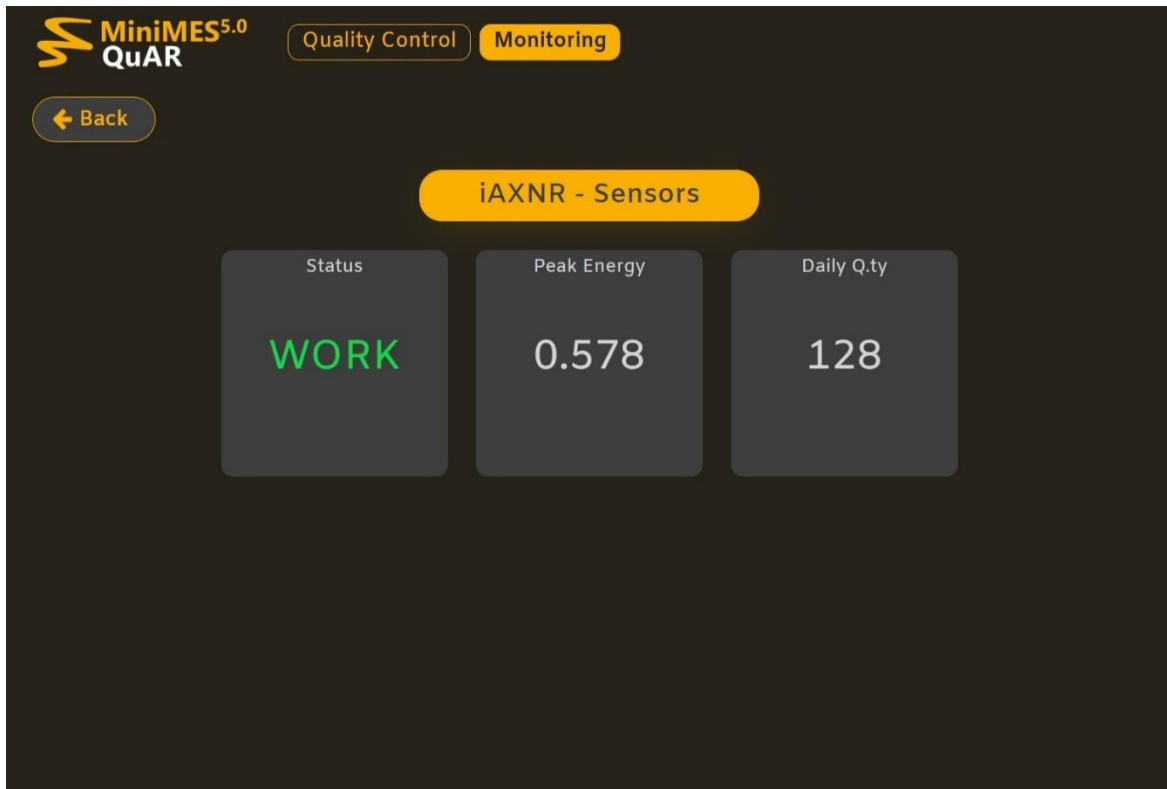 MiniMES5.0
QuAR
Quality Control
Monitoring
Back
iAXNR - Sensors
Status
Peak Energy
Daily Q.ty
WORK
0.578
128